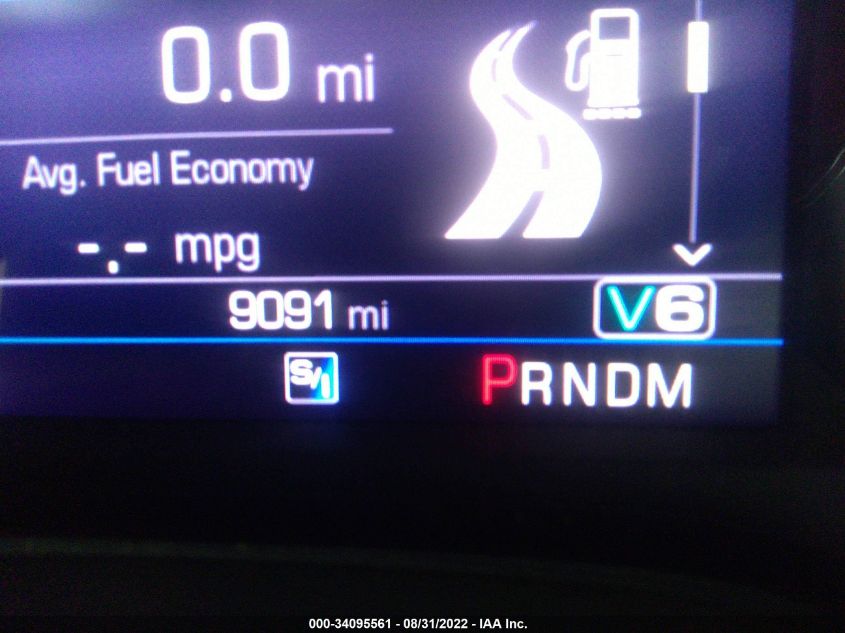 0.0 mi
Avg. Fuel Economy
-.- mpg
9091 mi V6
S/I PRNDM
000-34095561 - 08/31/2022 - IAA Inc.